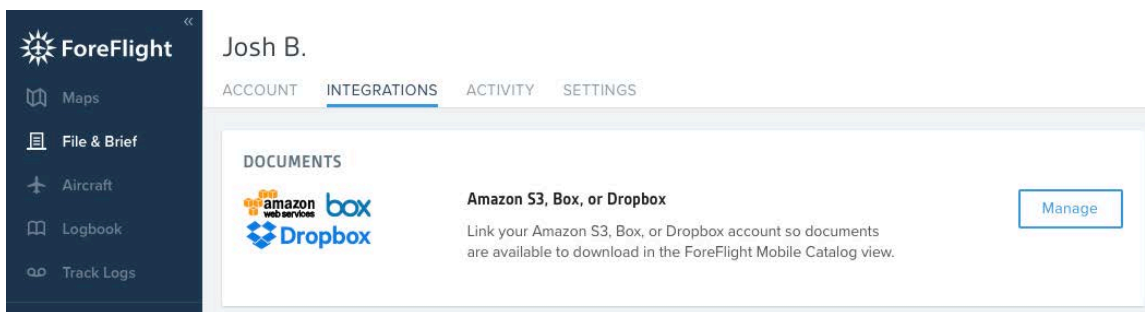 «
ForeFlight
Maps
File & Brief
Aircraft
Logbook
Track Logs
Josh B.
ACCOUNT INTEGRATIONS ACTIVITY SETTINGS
DOCUMENTS
amazon
web services
box
Dropbox
Amazon S3, Box, or Dropbox
Link your Amazon S3, Box, or Dropbox account so documents
are available to download in the ForeFlight Mobile Catalog view.
Manage